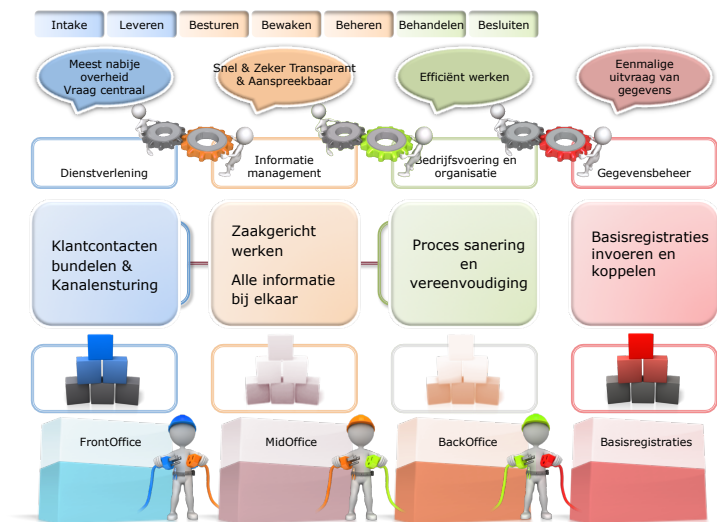 Intake
Leveren
Besturen
Bewaken
Beheren
Behandelen
Besluiten
Meest nabije
overheid
Vraag centraal
Snel & Zeker Transparant
& Aanspreekbaar
Efficiënt werken
Eenmalige
uitvraag van
gegevens
Dienstverlening
Informatie
management
Bedrijfsvoering en
organisatie
Gegevensbeheer
Klantcontacten
bundelen &
Kanalensturing
Zaakgericht
werken
Alle informatie
bij elkaar
Proces sanering
en
vereenvoudiging
Basisregistraties
invoeren en
koppelen
FrontOffice
MidOffice
BackOffice
Basisregistraties